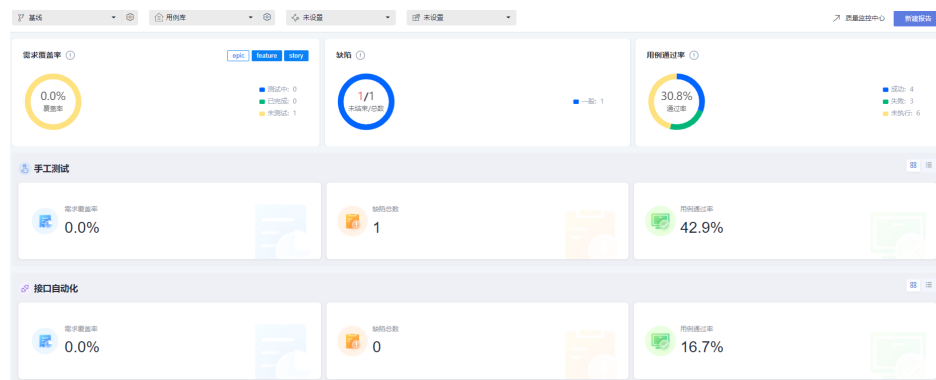 基线 用例库 未设置 未设置 质量监控中心 新建报告
需求覆盖率 epic feature story
0.0%
覆盖率
测试中: 0
已完成: 0
未测试: 1
缺陷
1/1
未结束/总数
一般: 1
用例通过率
30.8%
通过率
成功: 4
失败: 3
未执行: 6
手工测试
需求覆盖率
0.0%
缺陷总数
1
用例通过率
42.9%
接口自动化
需求覆盖率
0.0%
缺陷总数
0
用例通过率
16.7%